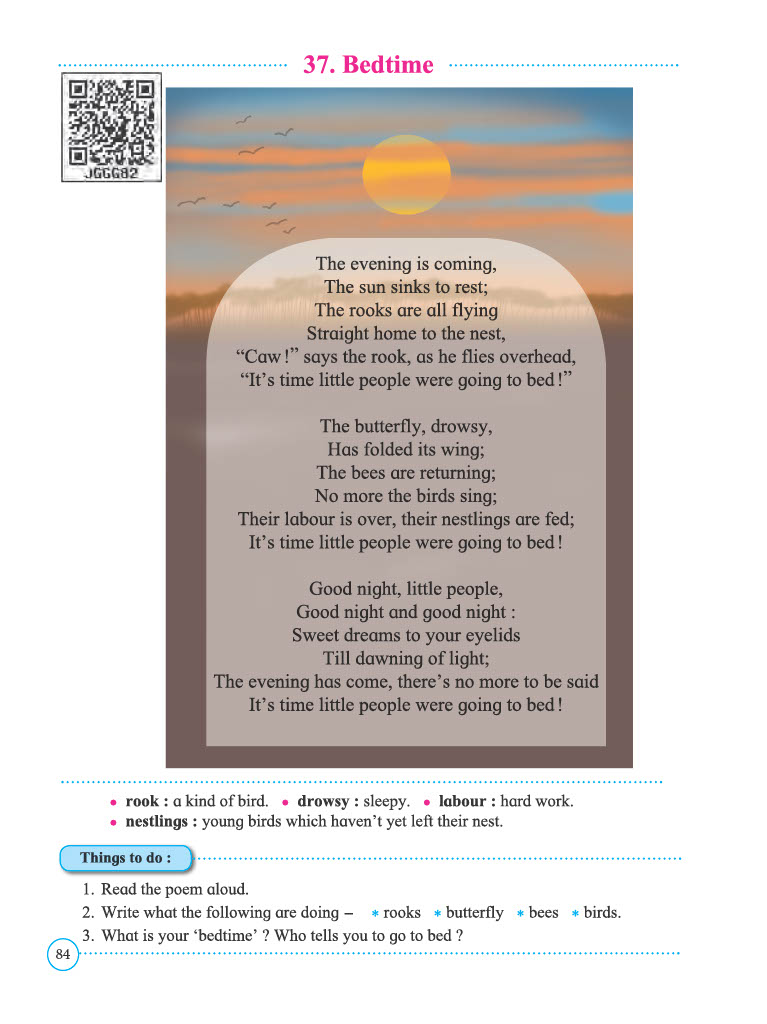 37. Bedtime
JGGG82
The evening is coming,
The sun sinks to rest;
The rooks are all flying
Straight home to the nest,
“Caw!” says the rook, as he flies overhead,
“It’s time little people were going to bed!”
The butterfly, drowsy,
Has folded its wing;
The bees are returning;
No more the birds sing;
Their labour is over, their nestlings are fed;
It’s time little people were going to bed!
Good night, little people,
Good night and good night :
Sweet dreams to your eyelids
Till dawning of light;
The evening has come, there’s no more to be said
It’s time little people were going to bed!
• rook : a kind of bird. • drowsy : sleepy. • labour : hard work.
• nestlings : young birds which haven’t yet left their nest.
Things to do :
1. Read the poem aloud.
2. Write what the following are doing – * rooks * butterfly * bees * birds.
3. What is your ‘bedtime’ ? Who tells you to go to bed ?
84